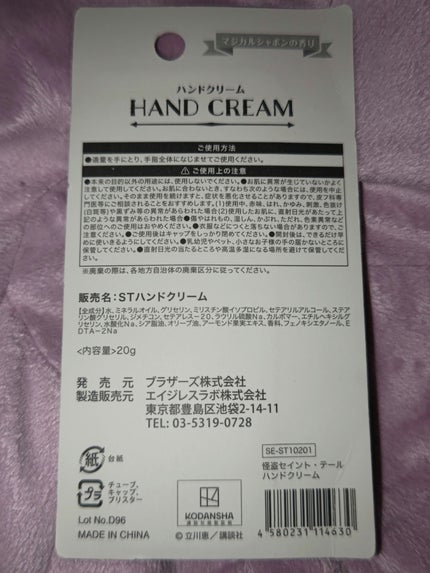 マジカルシャボンの香り
ハンドクリーム
HAND CREAM
ご使用方法
●適量を手にとり、手指全体になじませてご使用ください。
⚠ ご使用上の注意
●本来の目的以外の用途には、使用しないでください。●お肌に異常が生じていないかよく
注意して使用してください。お肌に合わないとき、すなわち次のような場合には、使用を中止
してください。そのまま使用を続けますと、症状を悪化させることがありますので、皮フ科専
門医等にご相談されることをおすすめします。(1)使用中、赤味、はれ、かゆみ、刺激、色抜け
(白斑等)や黒ずみ等の異常があらわれた場合(2)使用したお肌に、直射日光があたって上
記のような異常があらわれた場合●傷やはれもの、湿しん、かぶれ、ただれ、色素異常など
の部位へのご使用はおやめください。●衣服などにつくと落ちない場合がありますので、ご
注意ください。●ご使用後はキャップをしっかり閉めてください。●開封後は、できるだけ早
めに使いきるようにしてください。●乳幼児やペット、小さなお子様の手の届かないところに
保管してください。●直射日光の当たるところや高温多湿になる場所を避けて保管してくだ
さい。
※廃棄の際は、各地方自治体の廃棄区分に従ってください。
販売名:STハンドクリーム
【全成分】水、ミネラルオイル、グリセリン、ミリスチン酸イソプロピル、セテアリルアルコール、ステア
リン酸グリセリル、ジメチコン、セテアレス-20、ラウリル硫酸Na、カルボマー、エチルヘキシルグ
リセリン、水酸化Na、シア脂油、オリーブ油、アーモンド果実エキス、香料、フェノキシエタノール、E
DTA-2Na
<内容量>20g
発売元 ブラザーズ株式会社
製造販売元 エイジレスラボ株式会社
東京都豊島区池袋2-14-11
TEL: 03-5319-0728
紙 台紙
プラ チューブ、
キャップ、
ブリスター
Lot No.D96
MADE IN CHINA
KODANSHA
©立川恵/講談社
SE-ST10201
怪盗セイント・テール
ハンドクリーム
4580231114630